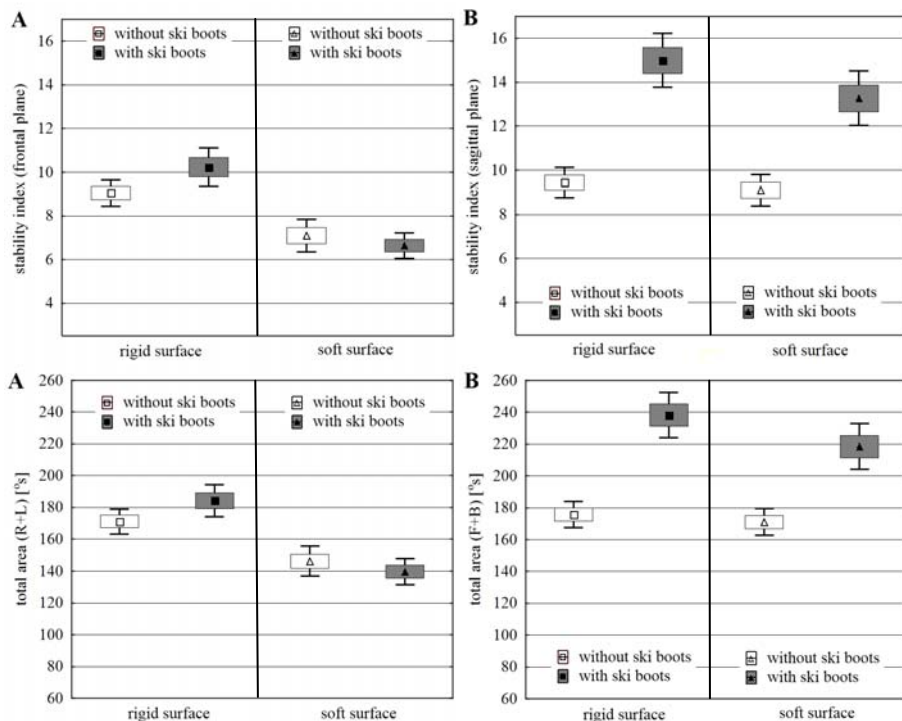 A
without ski boots
with ski boots
without ski boots
with ski boots
stability index (frontal plane)
16
14
12
10
8
6
4
rigid surface
soft surface
B
stability index (sagittal plane)
16
14
12
10
8
6
4
without ski boots
with ski boots
without ski boots
with ski boots
rigid surface
soft surface
A
without ski boots
with ski boots
without ski boots
with ski boots
total area (R+L) [°s]
260
240
220
200
180
160
140
120
100
80
60
rigid surface
soft surface
B
total area (F+B) [°s]
260
240
220
200
180
160
140
120
100
80
60
without ski boots
with ski boots
without ski boots
with ski boots
rigid surface
soft surface